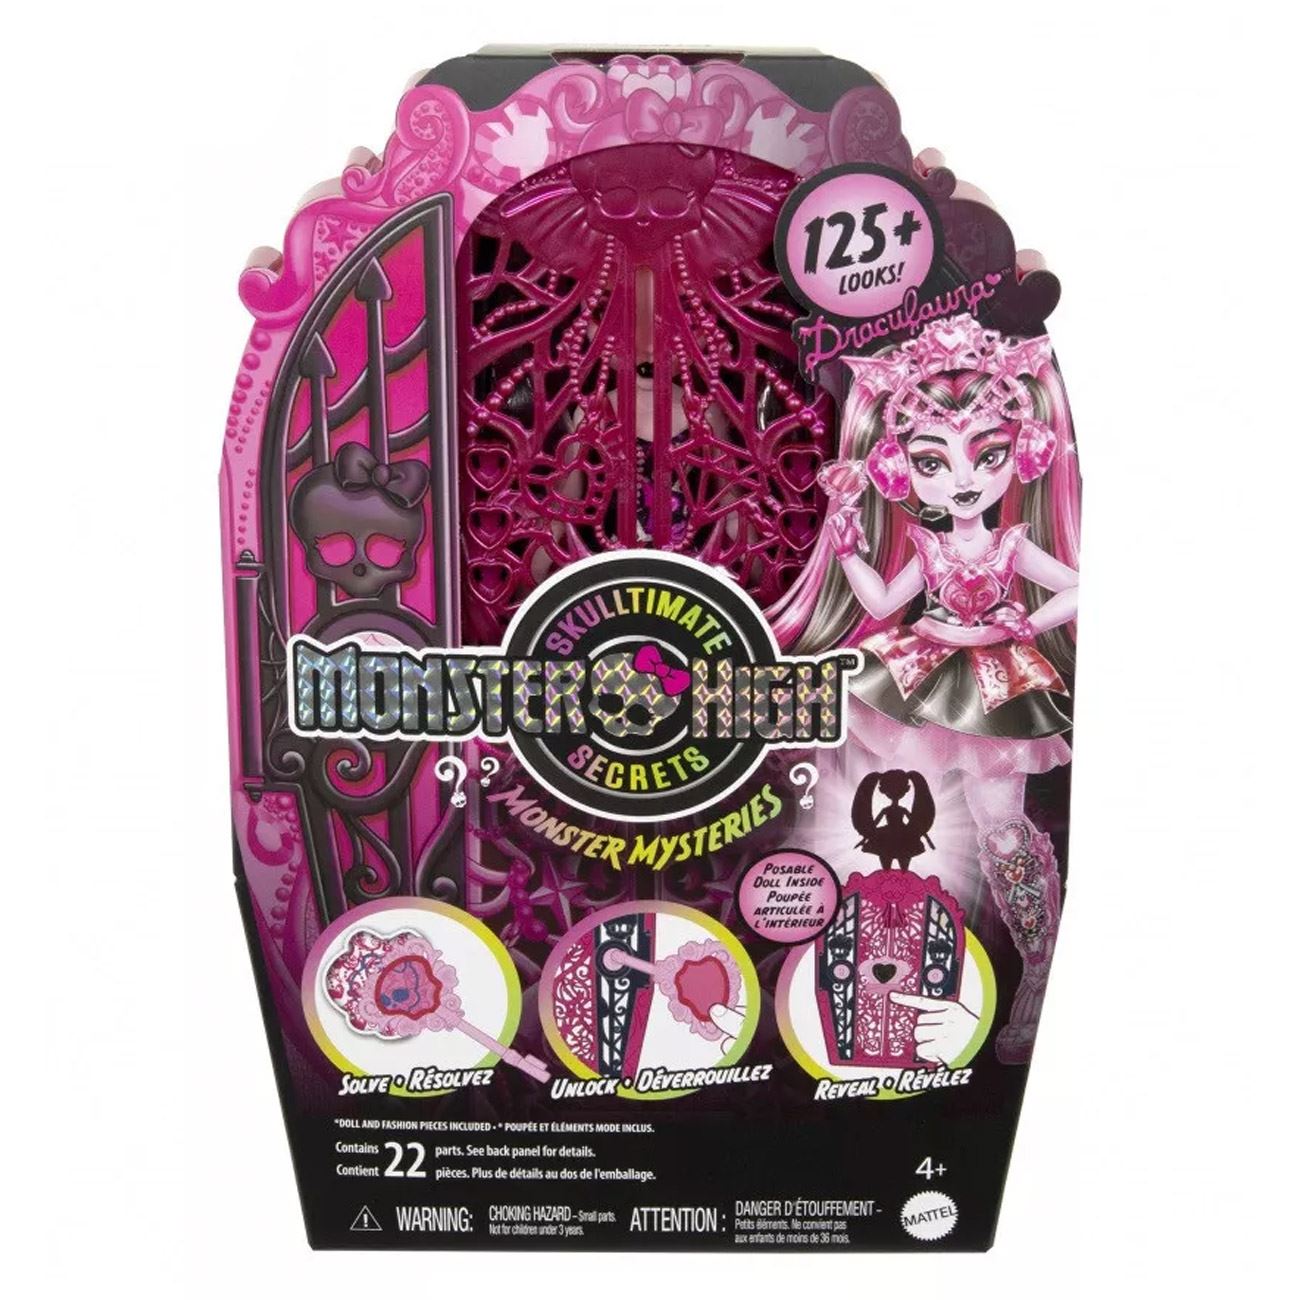 125+
LOOKS!
Draculaura™
SKULLTIMATE
MONSTER HIGH™
SECRETS
? ? MONSTER MYSTERIES ?
POSABLE
DOLL INSIDE
POUPÉE
ARTICULÉE À
L'INTÉRIEUR
SOLVE • RÉSOLVEZ
UNLOCK • DÉVERROUILLEZ
REVEAL • RÉVÉLEZ
*DOLL AND FASHION PIECES INCLUDED • * POUPÉE ET ÉLÉMENTS MODE INCLUS.
Contains 22 parts. See back panel for details.
Contient pièces. Plus de détails au dos de l'emballage.
4+
MATTEL
WARNING: CHOKING HAZARD – Small parts.
Not for children under 3 years.
ATTENTION : DANGER D'ÉTOUFFEMENT –
Petits éléments. Ne convient pas
aux enfants de moins de 36 mois.